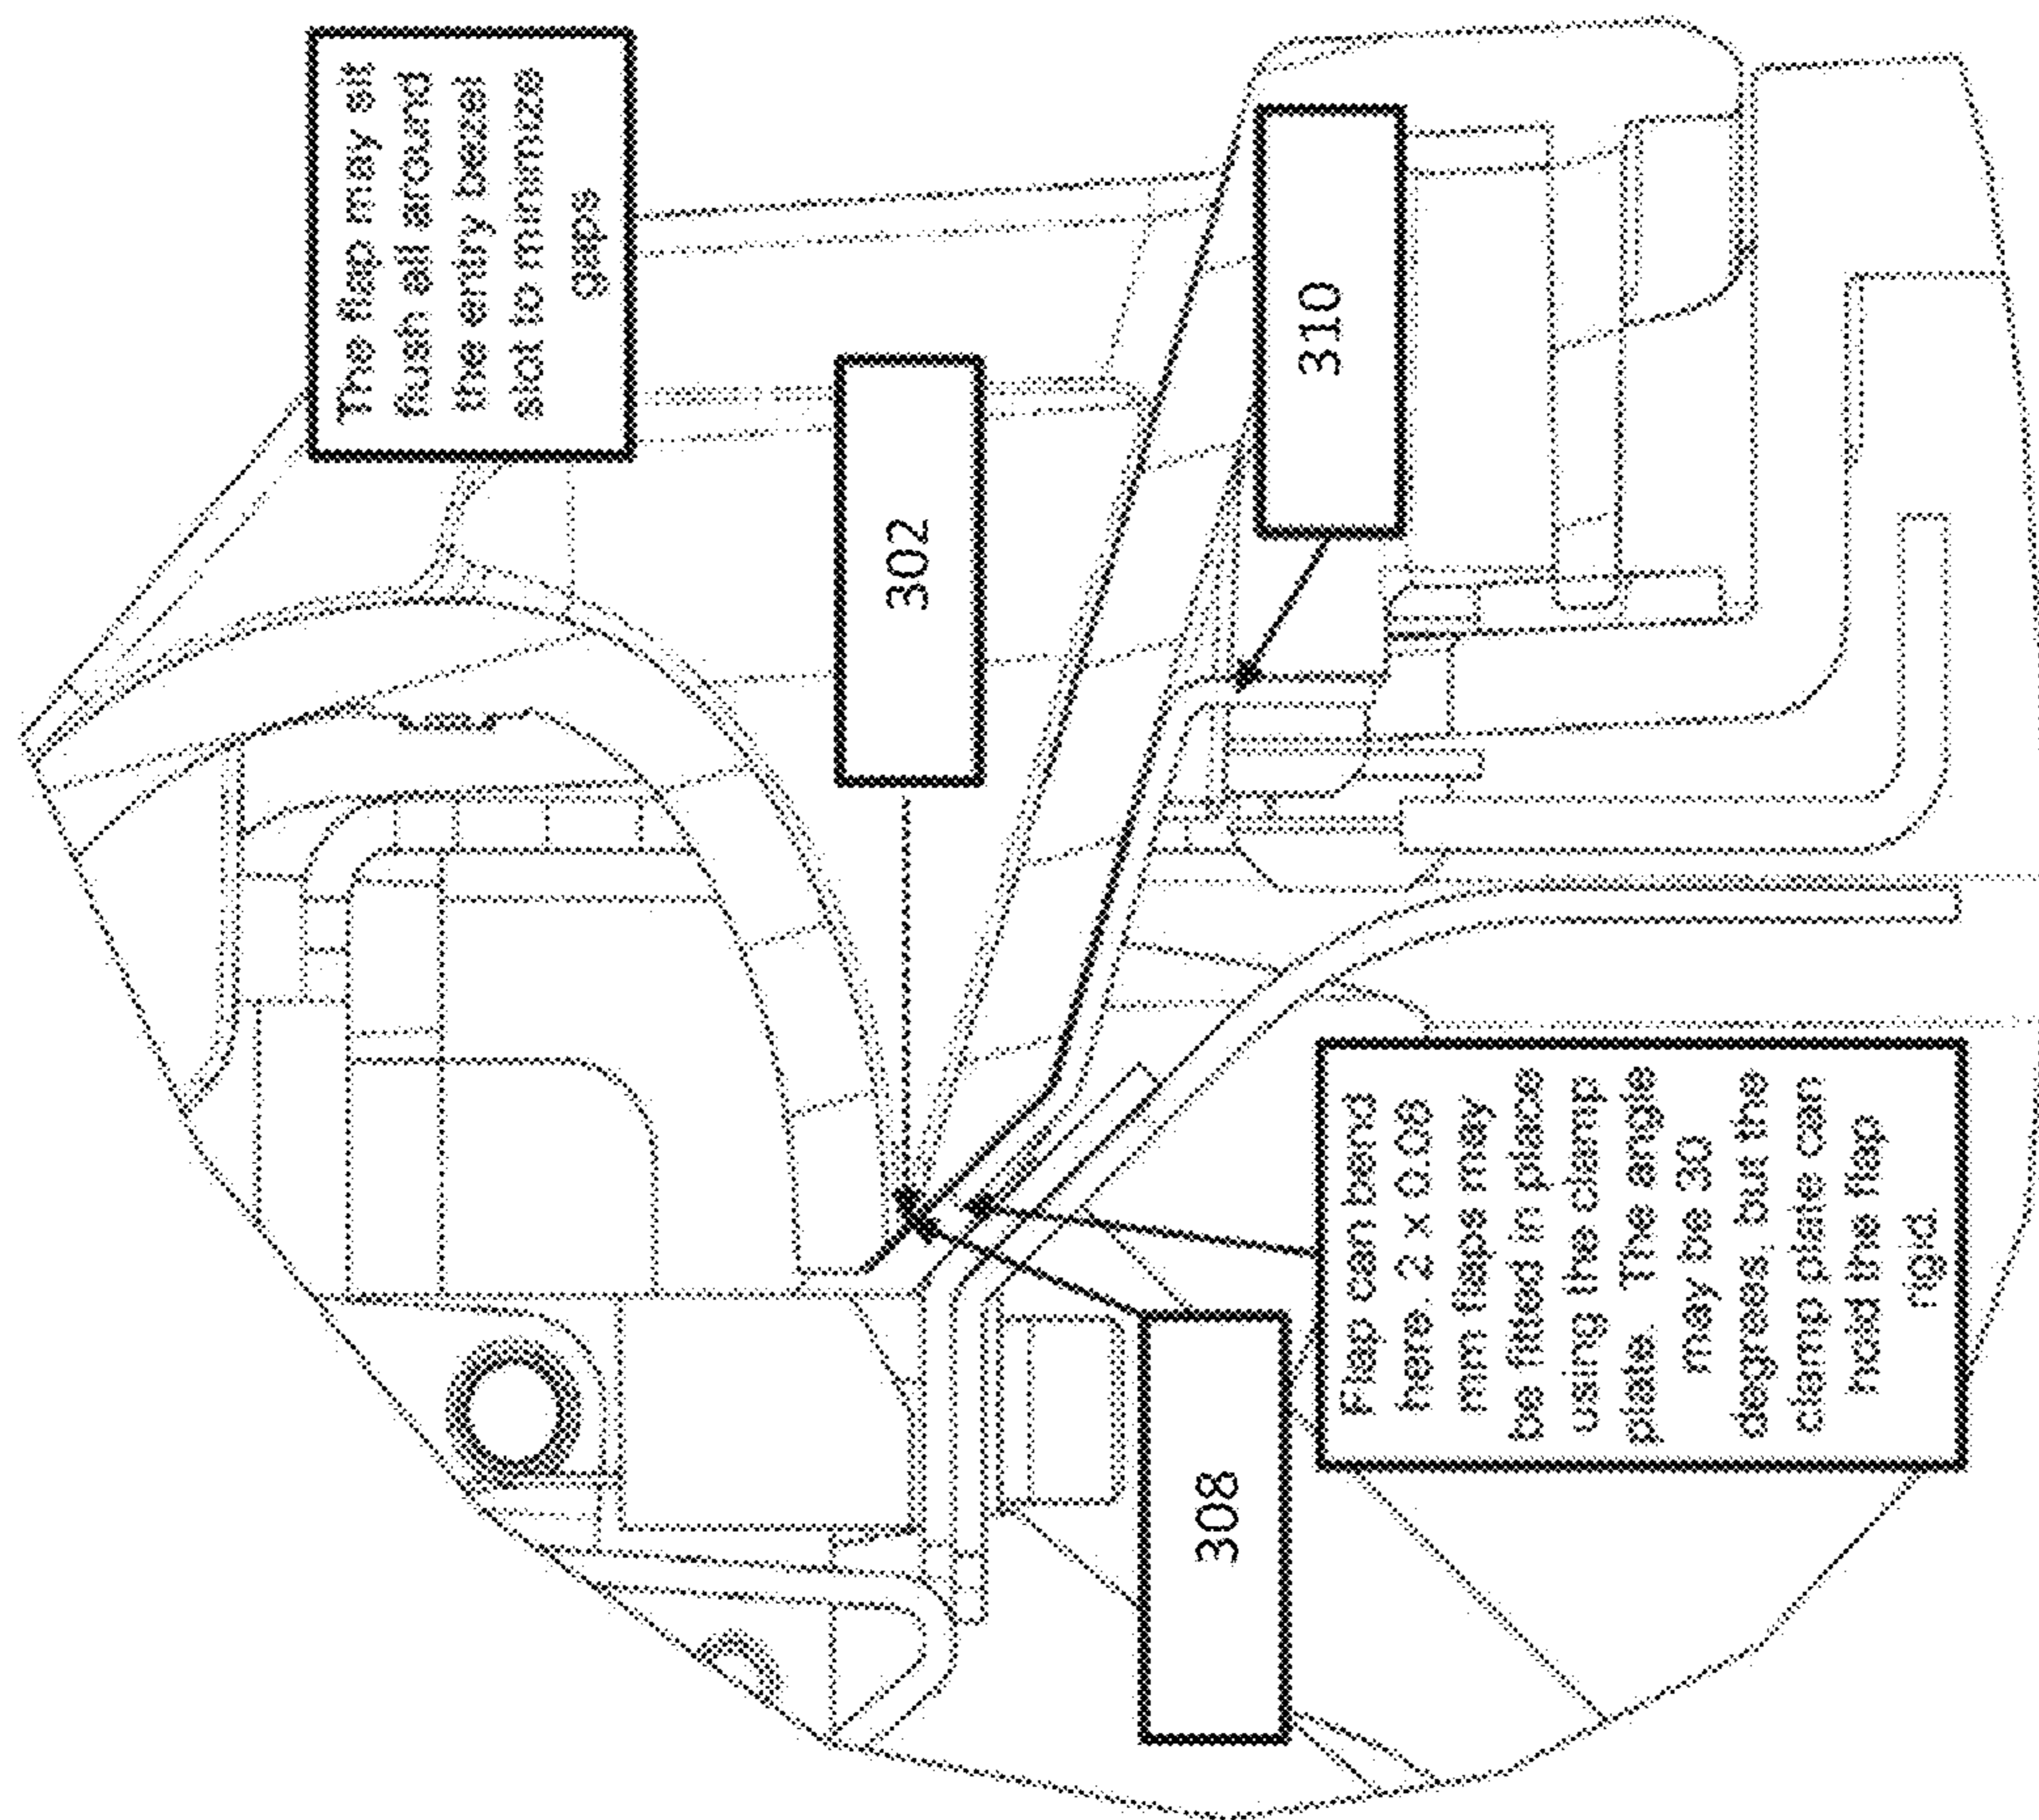 The flap may sit
flush all around
the entry bezel
slot to minimize
gaps
302
310
308
Flap can bend
here. 2 x 0.08
mm flaps may
be fitted in place
using the clamp
plate. The angle
may be 30
degrees, but the
clamp plate can
hold the flap
rigid.